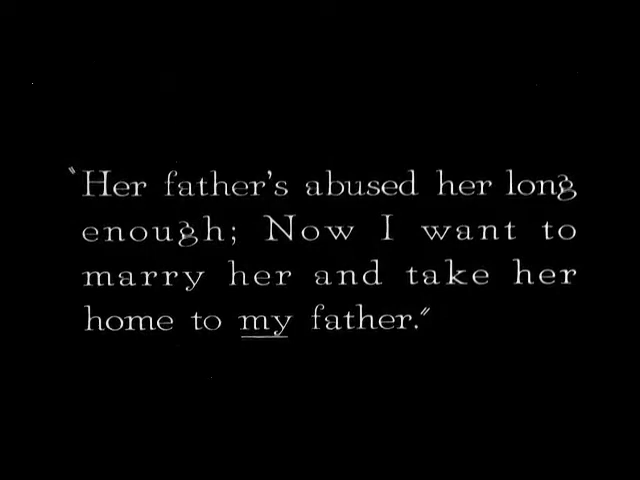 "Her father's abused her long
enough; Now I want to
marry her and take her
home to my father."